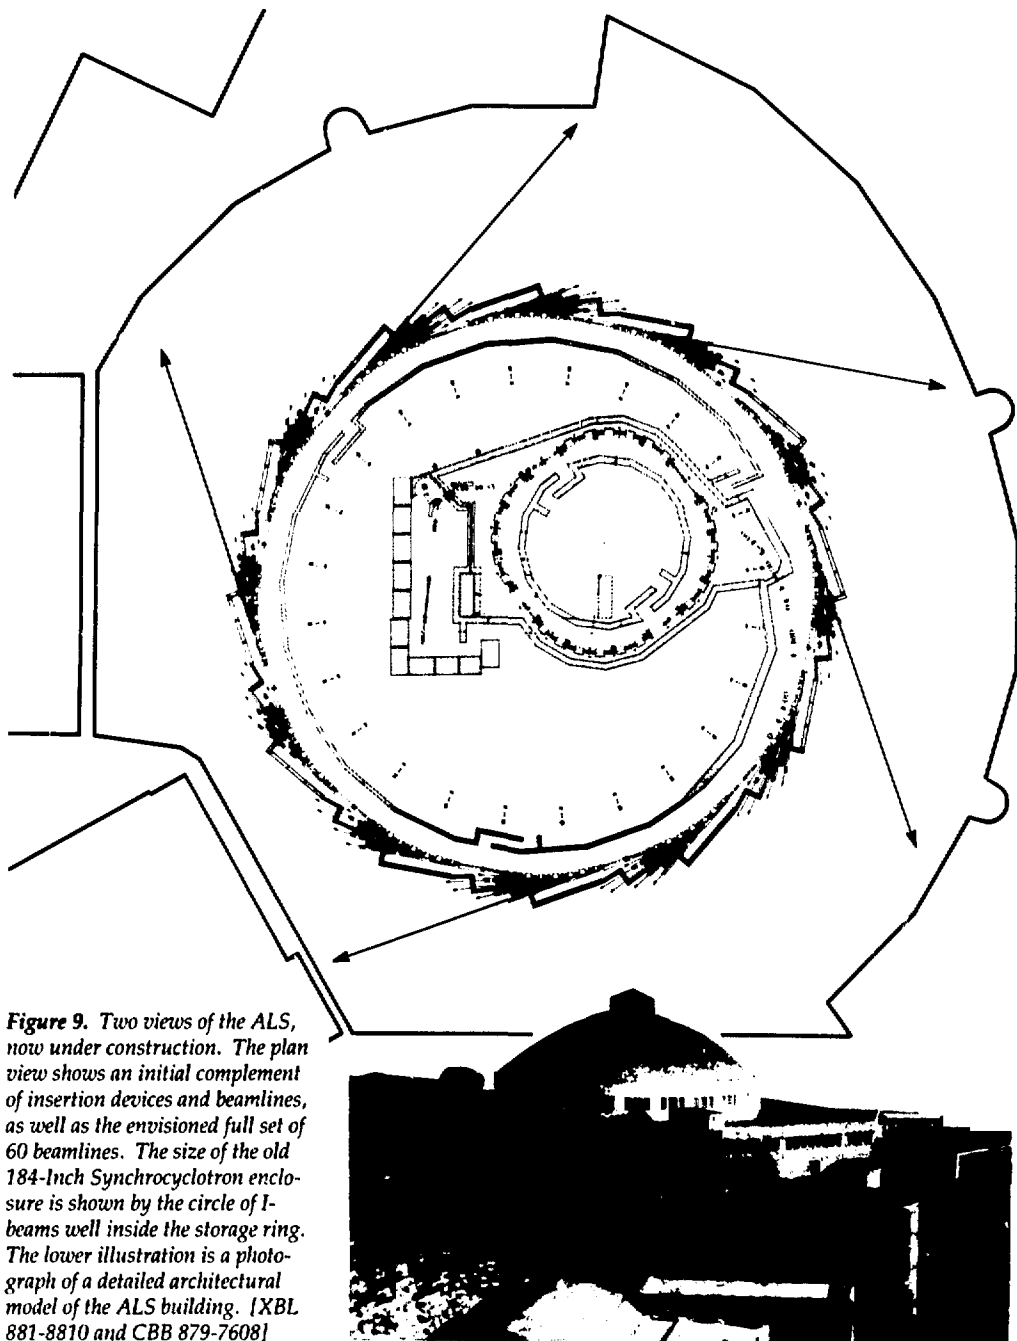 Figure 9. Two views of the ALS,
now under construction. The plan
view shows an initial complement
of insertion devices and beamlines,
as well as the envisioned full set of
60 beamlines. The size of the old
184-Inch Synchrocyclotron enclo-
sure is shown by the circle of I-
beams well inside the storage ring.
The lower illustration is a photo-
graph of a detailed architectural
model of the ALS building. [XBL
881-8810 and CBB 879-7608]